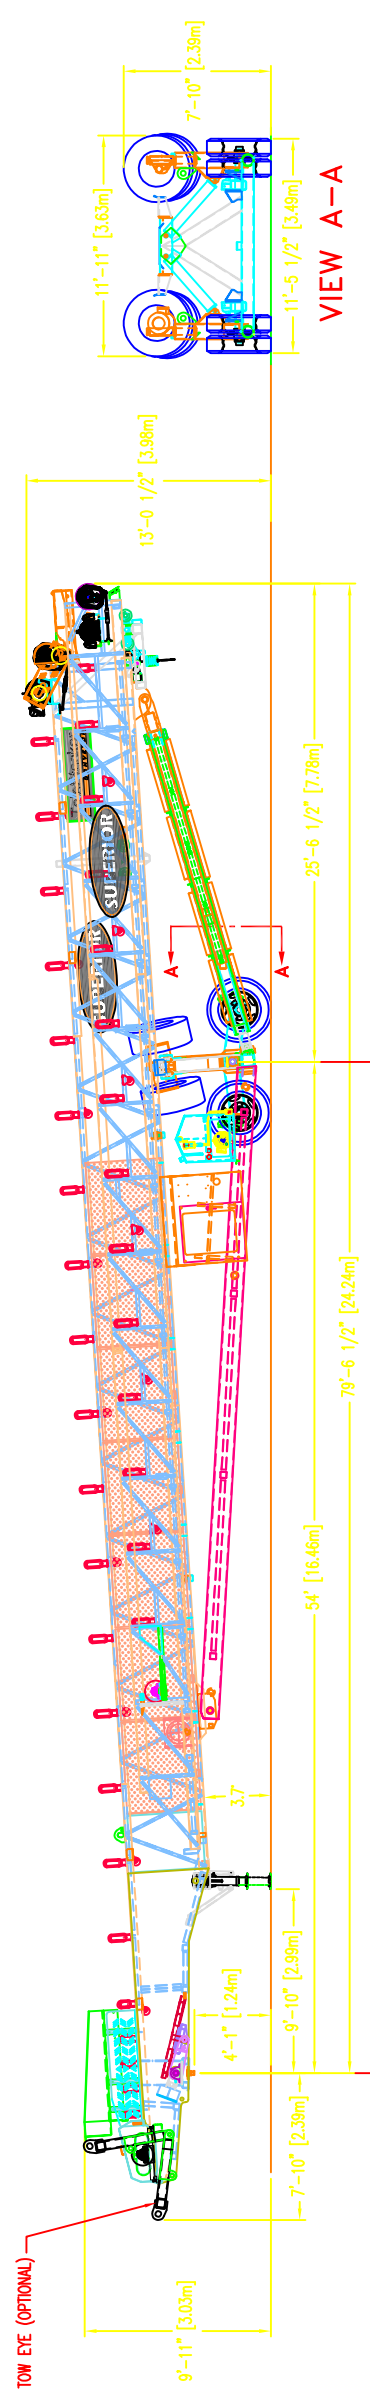 7'-10" [2.39m]
11'-11" [3.63m]
11'-5 1/2" [3.49m]
VIEW A-A
13'-0 1/2" [3.98m]
25'-6 1/2" [7.78m]
SUPERIOR
SUPERIOR
A
A
79'-6 1/2" [24.24m]
54' [16.46m]
3.7'
4'-1" [1.24m]
9'-10" [2.99m]
7'-10" [2.39m]
9'-11" [3.03m]
TOW EYE (OPTIONAL)